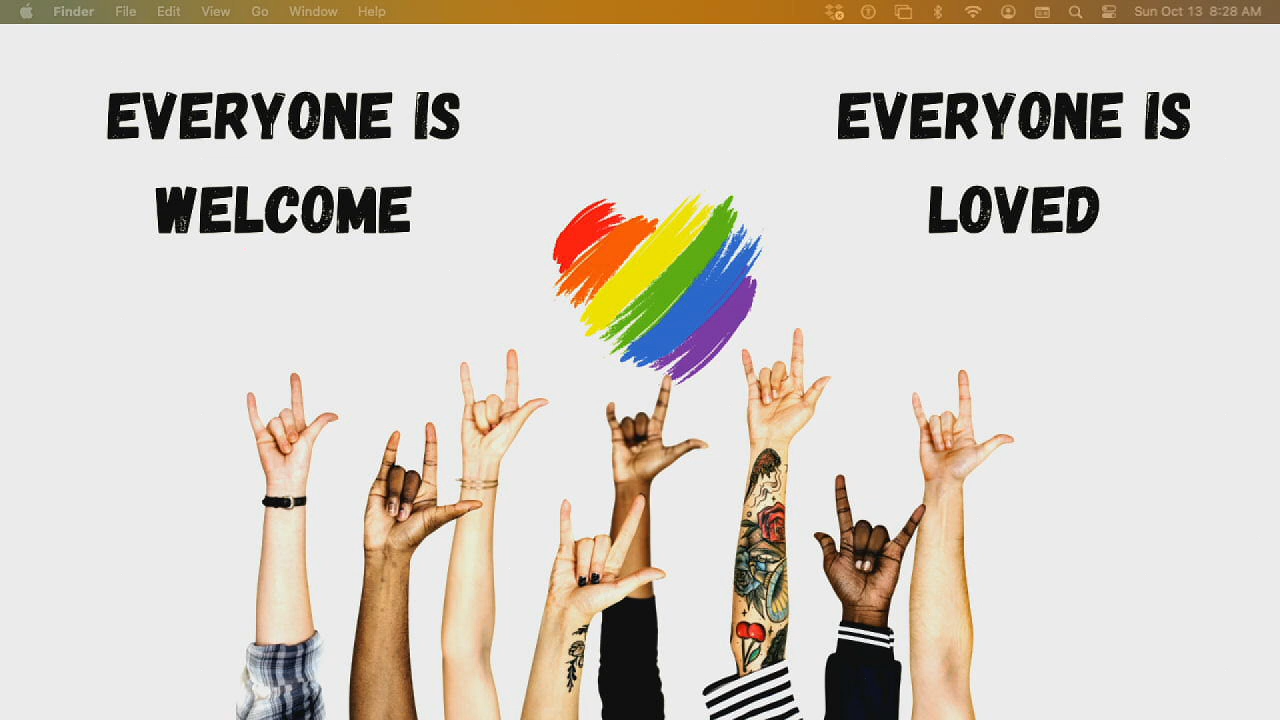 Finder File Edit View Go Window Help Sun Oct 13 8:28 AM
EVERYONE IS
WELCOME
EVERYONE IS
LOVED